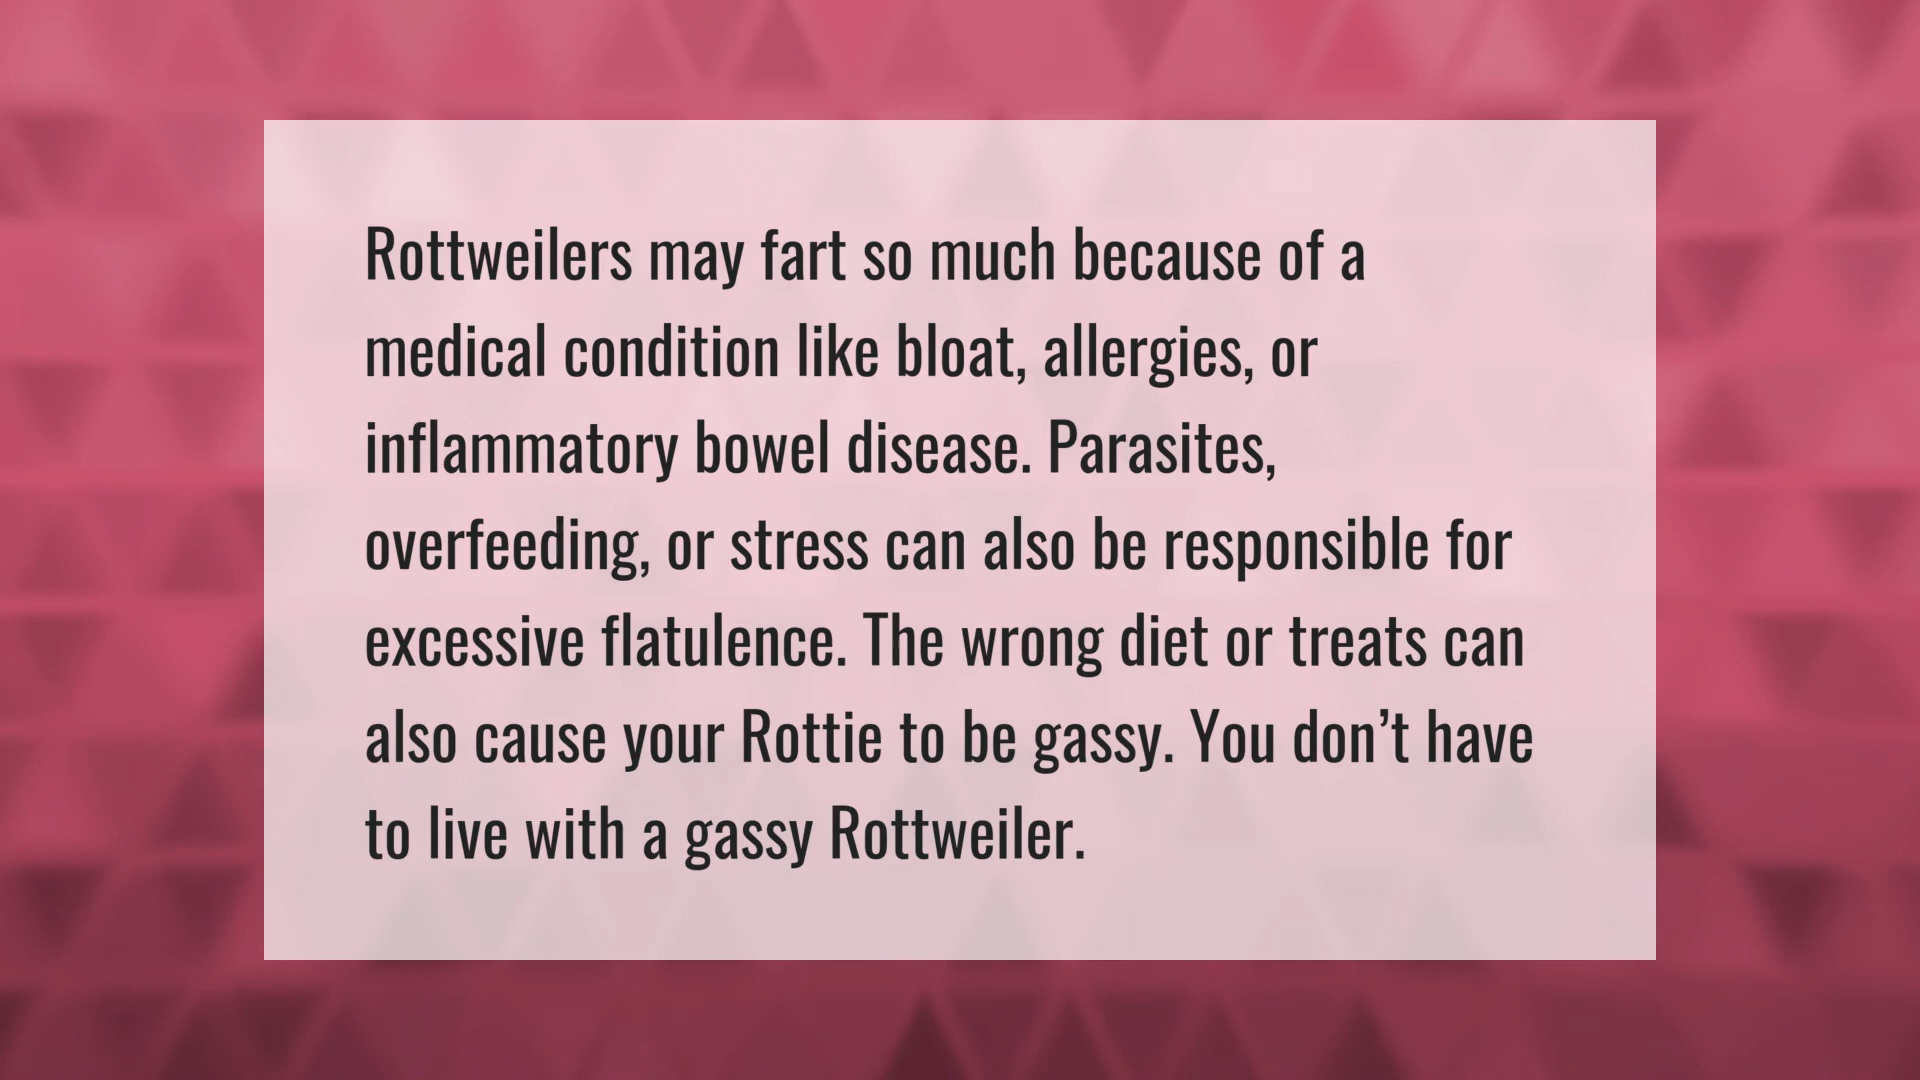 Rottweilers may fart so much because of a
medical condition like bloat, allergies, or
inflammatory bowel disease. Parasites,
overfeeding, or stress can also be responsible for
excessive flatulence. The wrong diet or treats can
also cause your Rottie to be gassy. You don’t have
to live with a gassy Rottweiler.